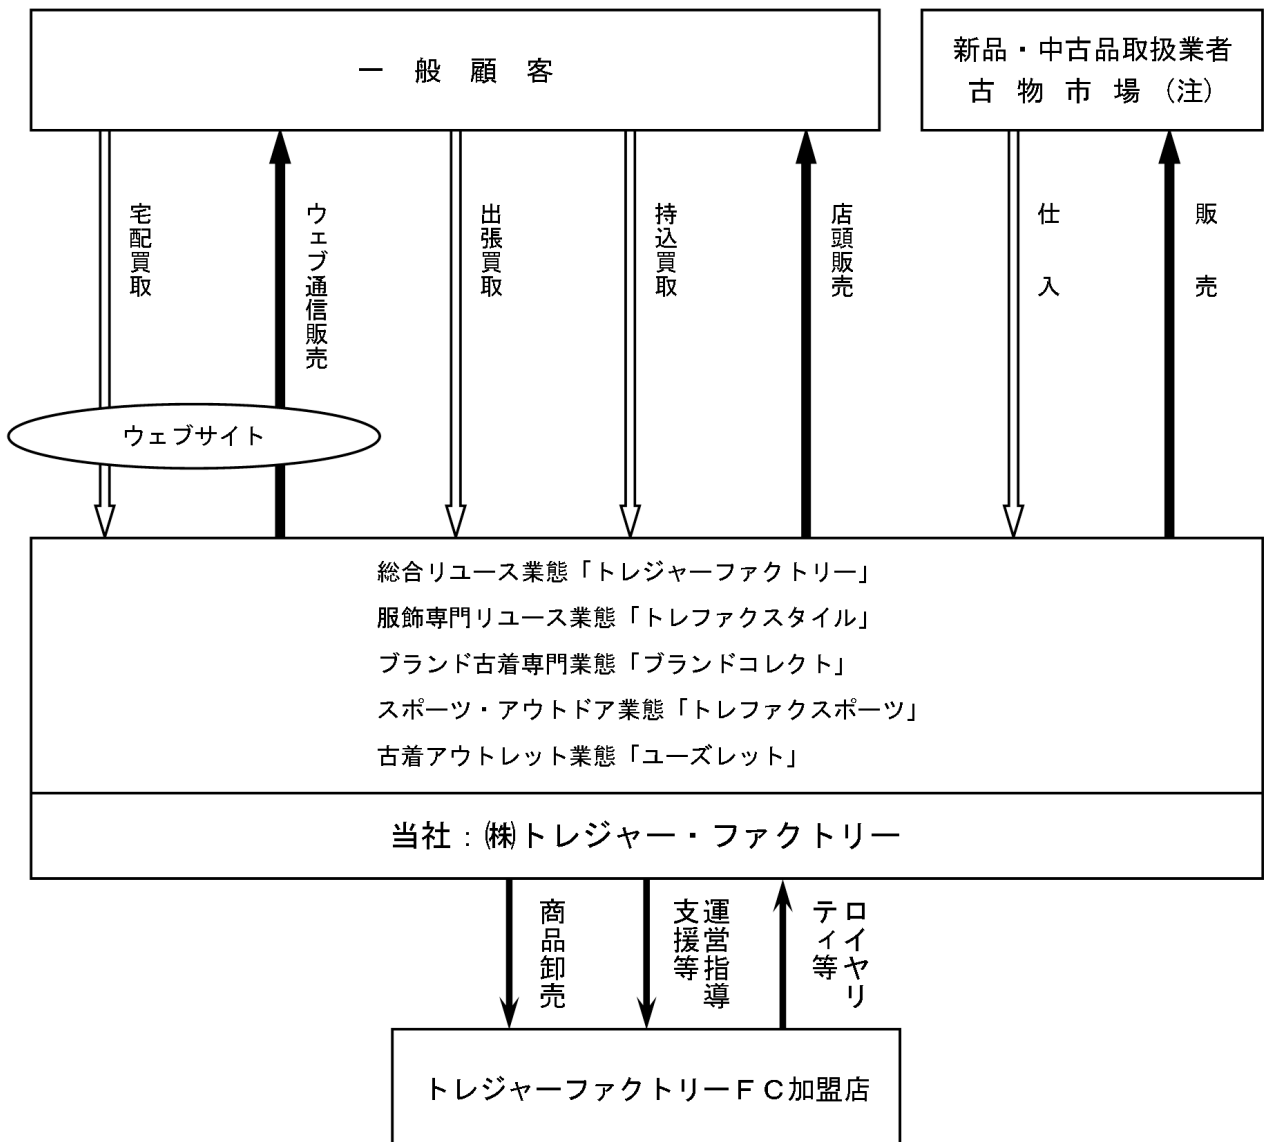 一般顧客
新品・中古品取扱業者
古物市場（注）
宅配買取
ウェブ通信販売
出張買取
持込買取
店頭販売
仕入
販売
ウェブサイト
総合リユース業態「トレジャーファクトリー」
服飾専門リユース業態「トレファクスタイル」
ブランド古着専門業態「ブランドコレクト」
スポーツ・アウトドア業態「トレファクスポーツ」
古着アウトレット業態「ユーズレット」
当社：㈱トレジャー・ファクトリー
商品卸売
運営指導
支援等
ロイヤリ
ティ等
トレジャーファクトリーＦＣ加盟店